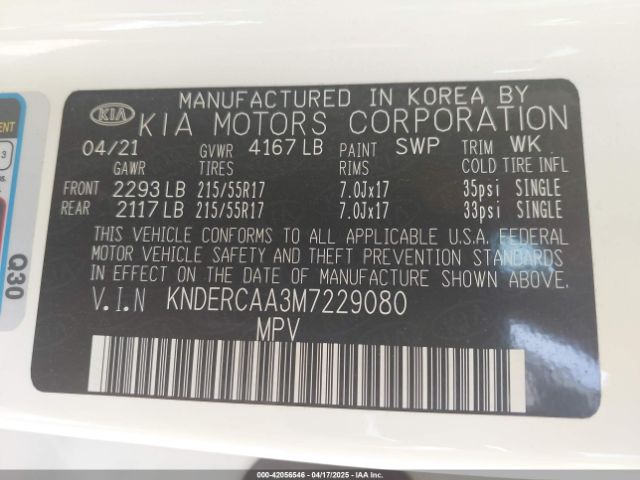 KIA
MANUFACTURED IN KOREA BY
KIA MOTORS CORPORATION
04/21 GVWR 4167 LB PAINT SWP TRIM WK
GAWR TIRES RIMS COLD TIRE INFL
FRONT 2293 LB 215/55R17 7.0Jx17 35psi SINGLE
REAR 2117 LB 215/55R17 7.0Jx17 33psi SINGLE
THIS VEHICLE CONFORMS TO ALL APPLICABLE U.S.A. FEDERAL
MOTOR VEHICLE SAFETY AND THEFT PREVENTION STANDARDS
IN EFFECT ON THE DATE OF MANUFACTURE SHOWN ABOVE.
V.I.N KNDERCAA3M7229080
MPV
Q30
3
000-42056546 - 04/17/2025 - IAA Inc.